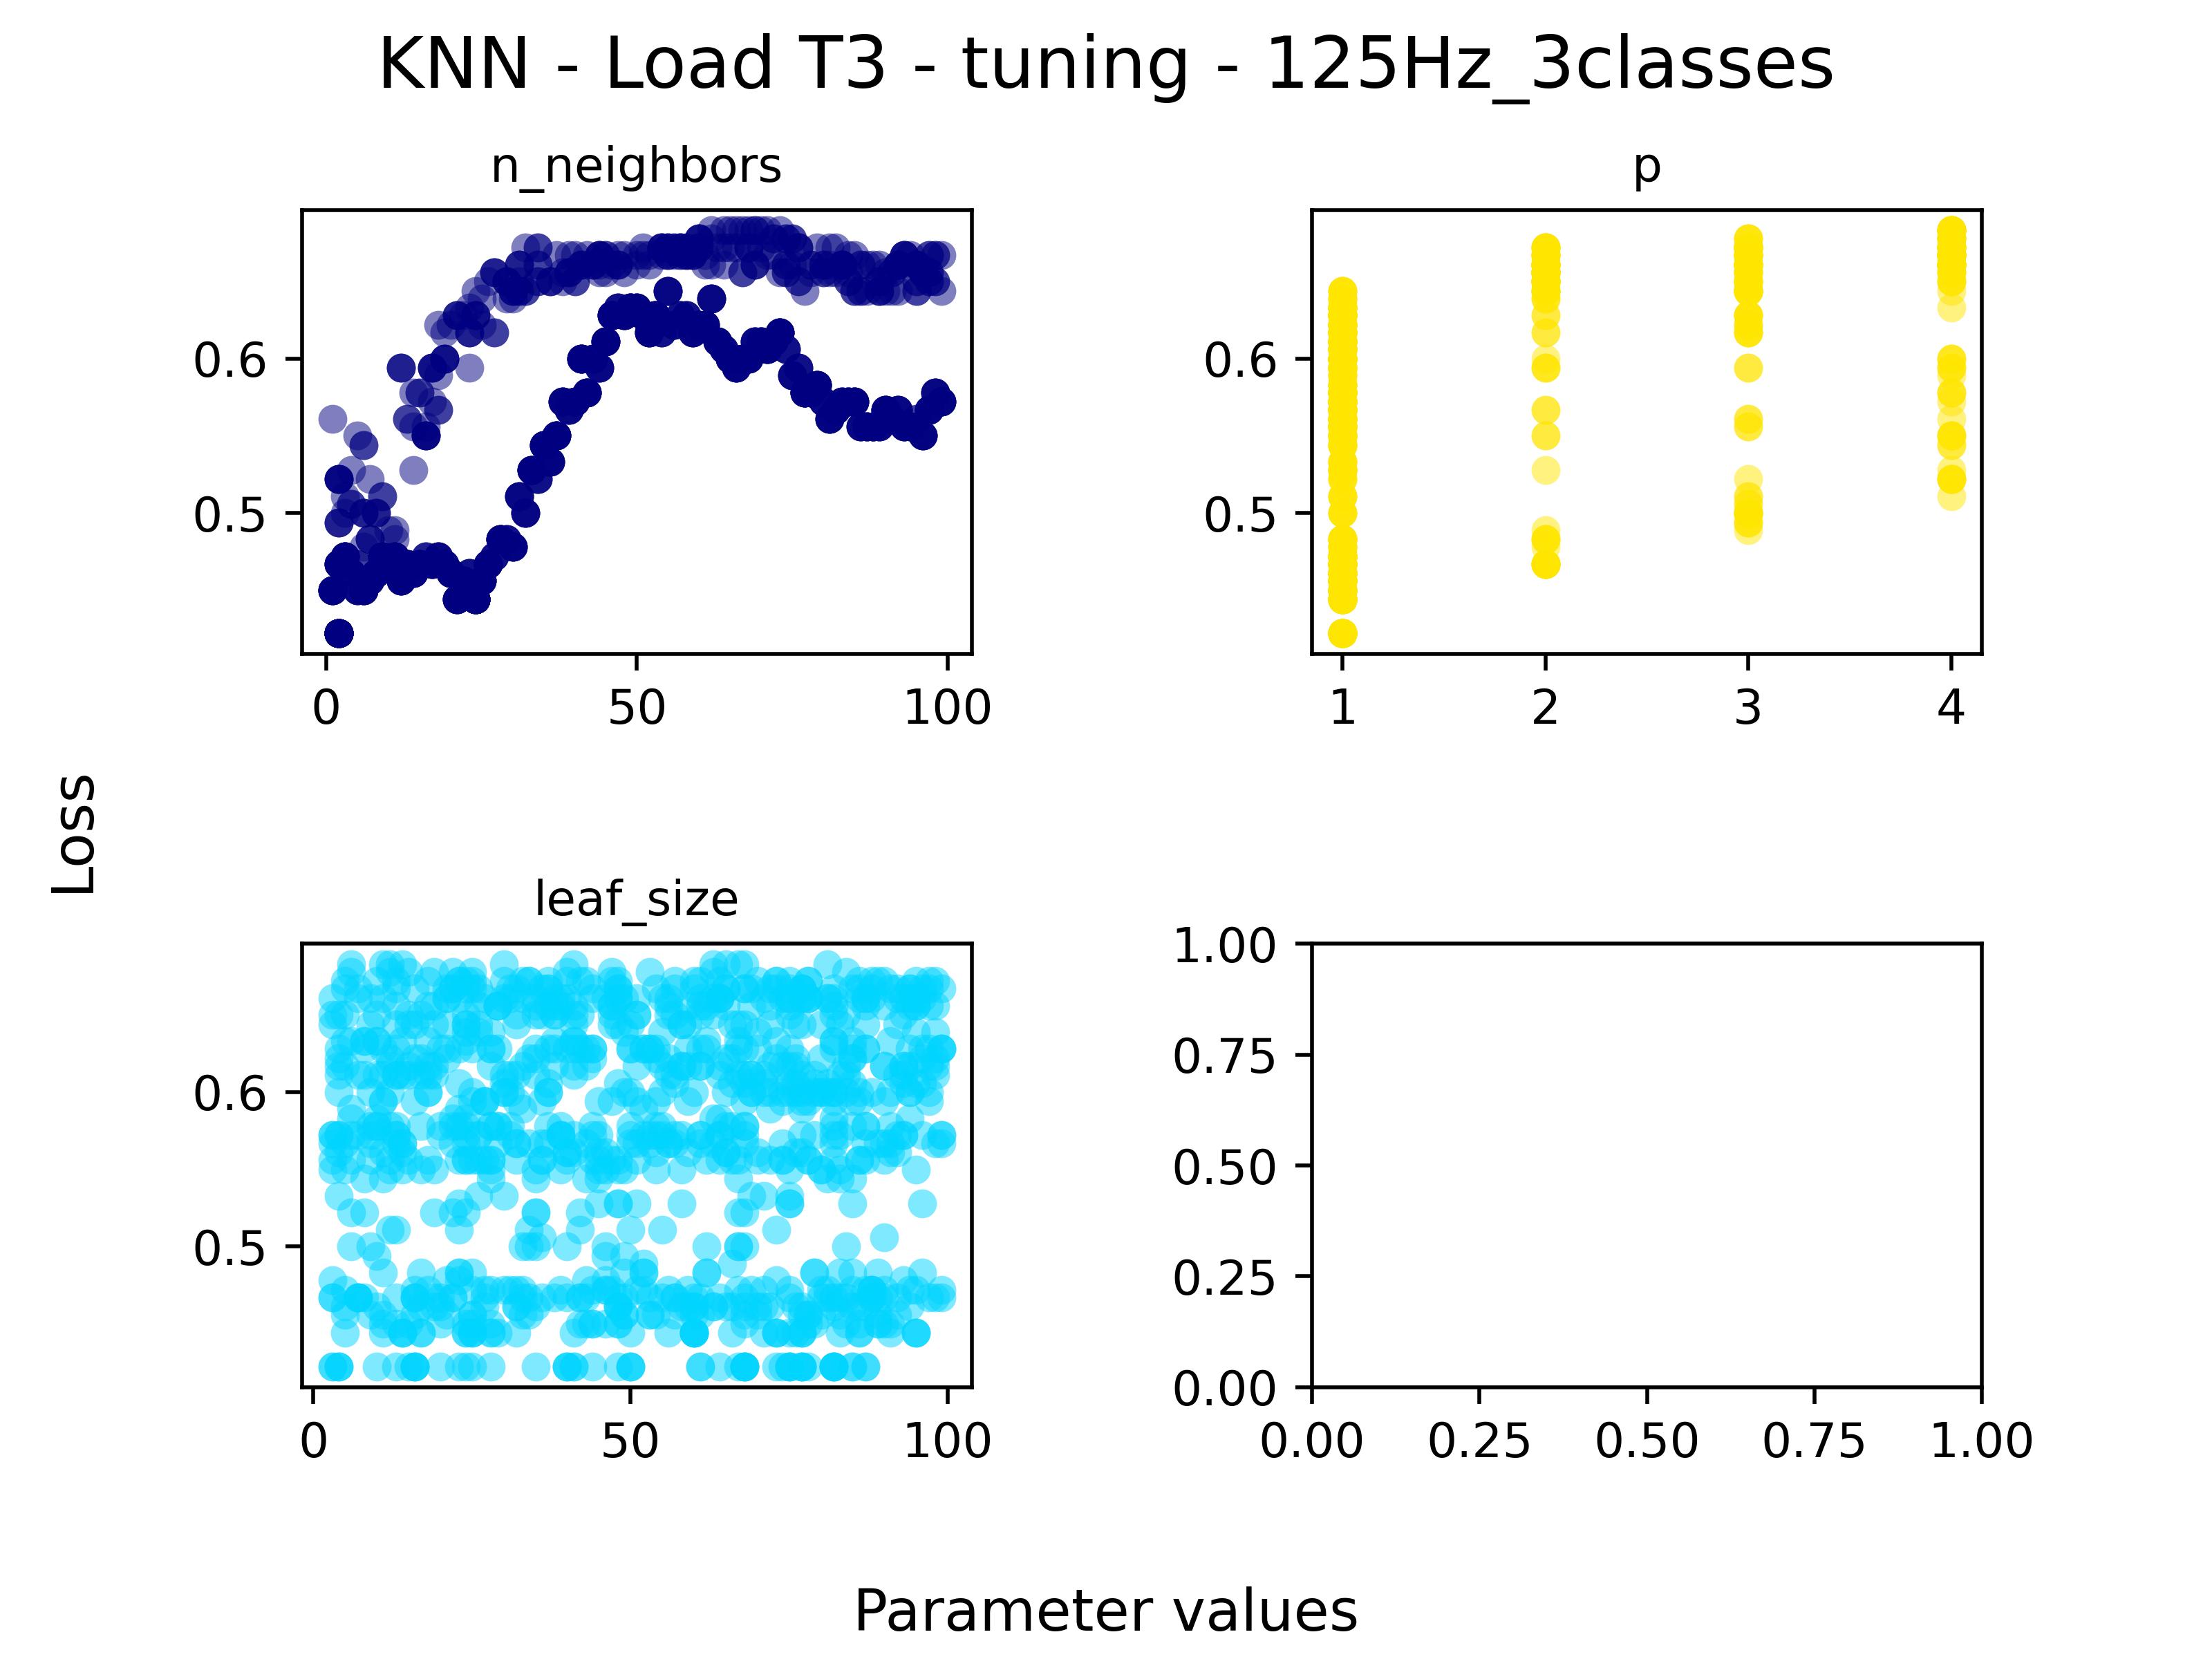 KNN - Load T3 - tuning - 125Hz_3classes
n_neighbors
0.6
0.5
0 50 100
p
0.6
0.5
1 2 3 4
Loss
leaf_size
0.6
0.5
0 50 100
1.00
0.75
0.50
0.25
0.00
0.00 0.25 0.50 0.75 1.00
Parameter values